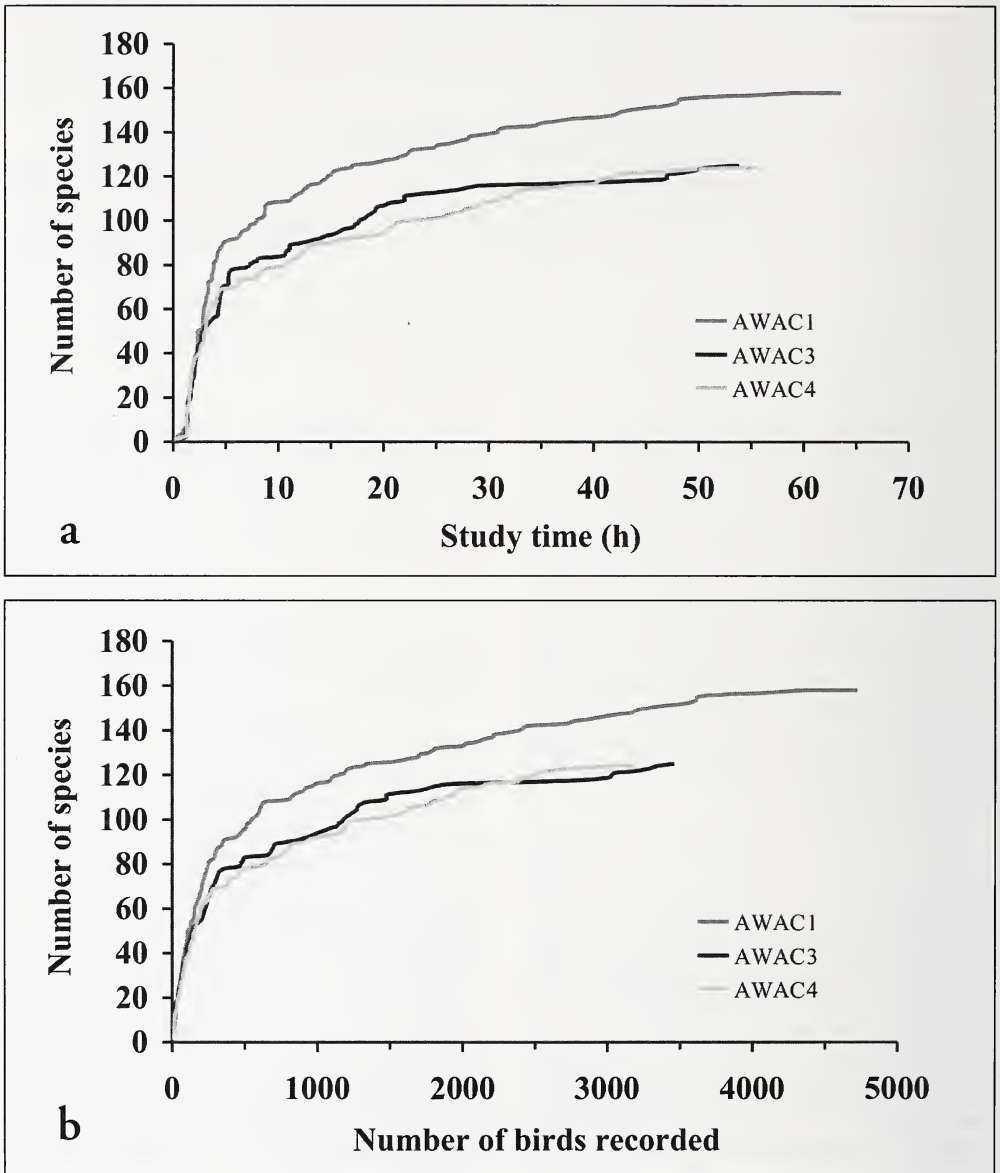 180
160
140
120
100
80
60
40
20
0
Number of species
AWAC1
AWAC3
AWAC4
0 10 20 30 40 50 60 70
Study time (h)
a
180
160
140
120
100
80
60
40
20
0
Number of species
AWAC1
AWAC3
AWAC4
0 1000 2000 3000 4000 5000
Number of birds recorded
b